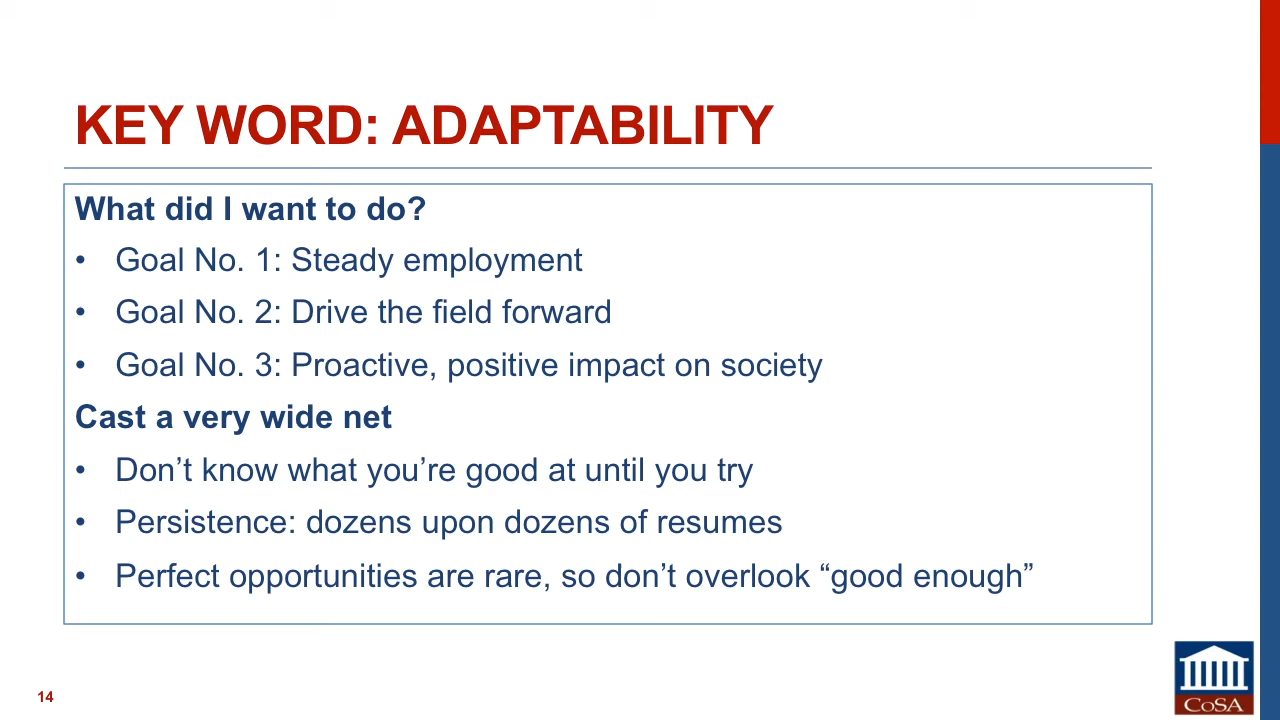 KEY WORD: ADAPTABILITY
What did I want to do?
• Goal No. 1: Steady employment
• Goal No. 2: Drive the field forward
• Goal No. 3: Proactive, positive impact on society
Cast a very wide net
• Don’t know what you’re good at until you try
• Persistence: dozens upon dozens of resumes
• Perfect opportunities are rare, so don’t overlook “good enough”
14
CoSA